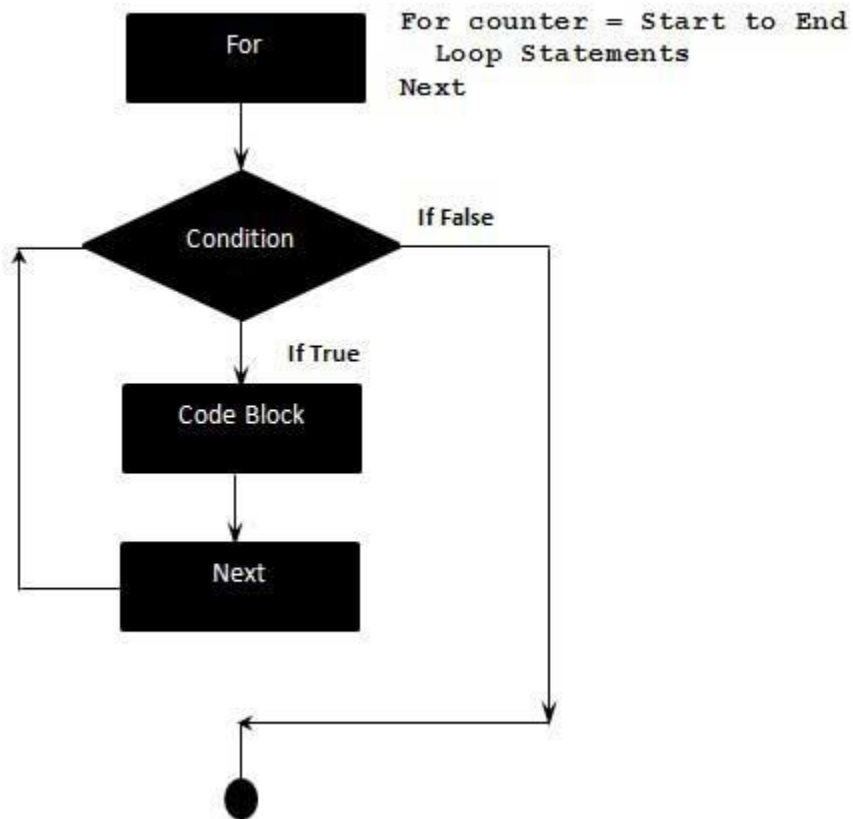 For
For counter = Start to End
Loop Statements
Next
Condition
If False
If True
Code Block
Next